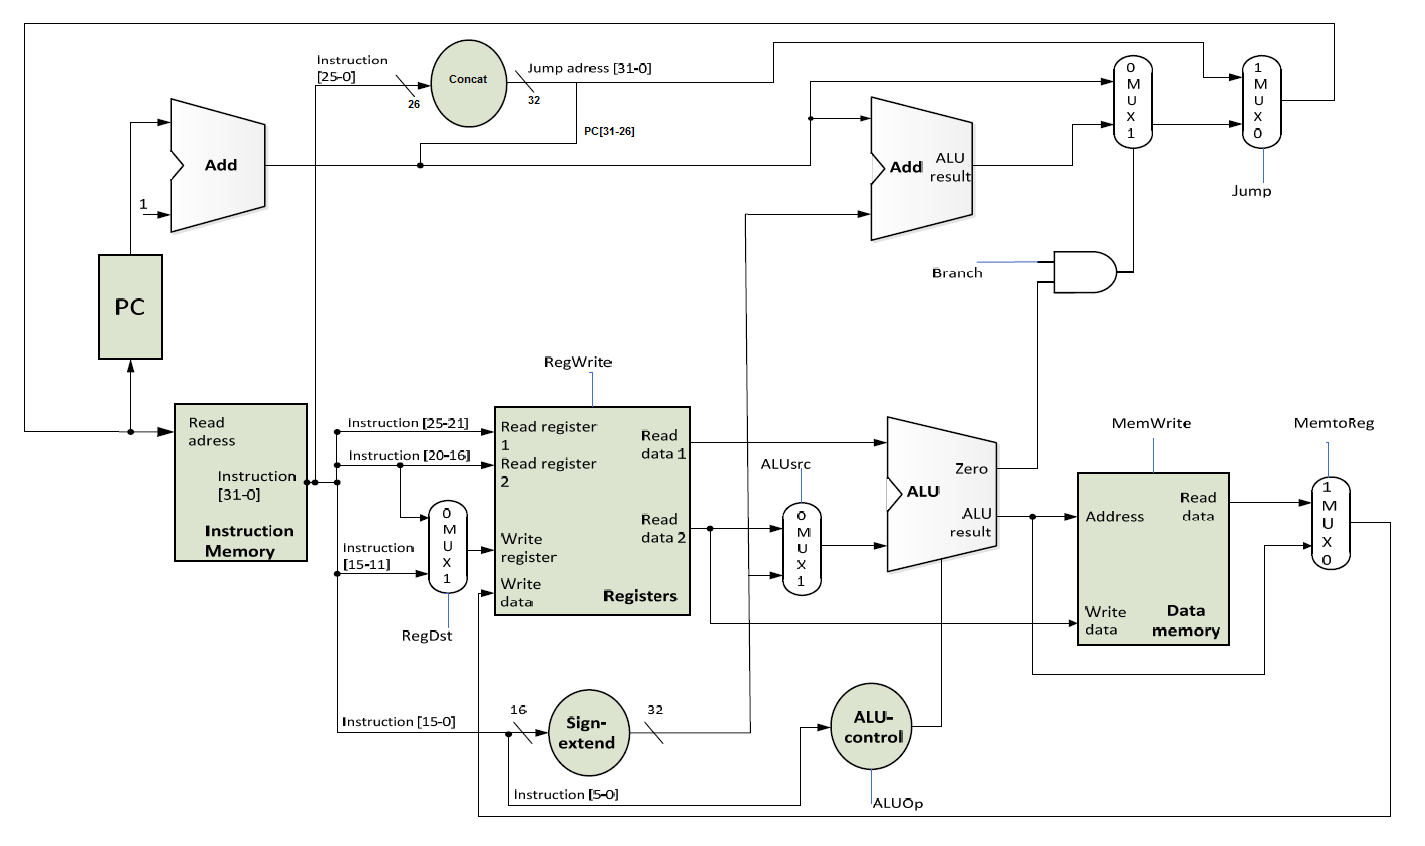 Instruction
[25-0]
26
Concat
Jump adress [31-0]
32
PC[31-26]
Add
1
PC
Add
ALU
result
0
M
U
X
1
1
M
U
X
0
Jump
Branch
RegWrite
Read
adress
Instruction
[31-0]
Instruction
Memory
Instruction [25-21]
Instruction [20-16]
Instruction
[15-11]
0
M
U
X
1
RegDst
Read register
1
Read register
2
Write
register
Write
data
Read
data 1
Read
data 2
Registers
ALUsrc
0
M
U
X
1
Zero
ALU
ALU
result
MemWrite
Address
Read
data
Write
data
Data
memory
MemtoReg
1
M
U
X
0
Instruction [15-0]
16
Sign-
extend
32
Instruction [5-0]
ALU-
control
ALUOp